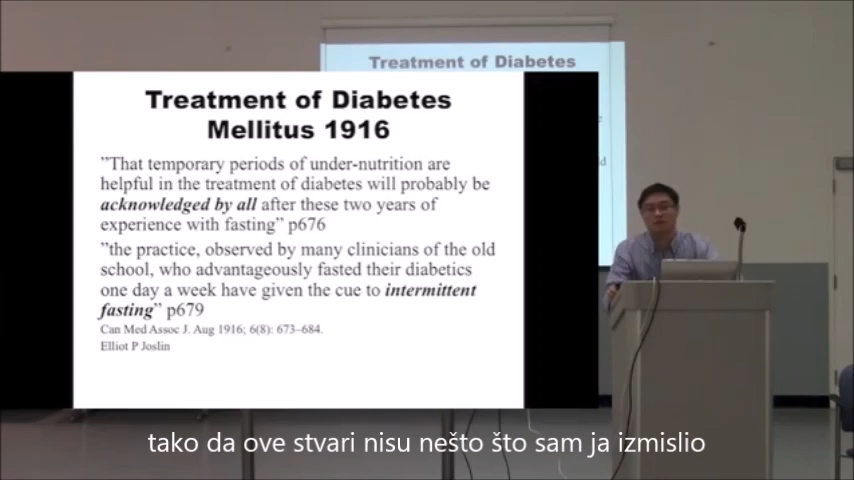 Treatment of Diabetes
Treatment of Diabetes
Mellitus 1916
"That temporary periods of under-nutrition are
helpful in the treatment of diabetes will probably be
acknowledged by all after these two years of
experience with fasting" p676
"the practice, observed by many clinicians of the old
school, who advantageously fasted their diabetics
one day a week have given the cue to intermittent
fasting" p679
Can Med Assoc J. Aug 1916; 6(8): 673–684.
Elliot P Joslin
tako da ove stvari nisu nešto što sam ja izmislio